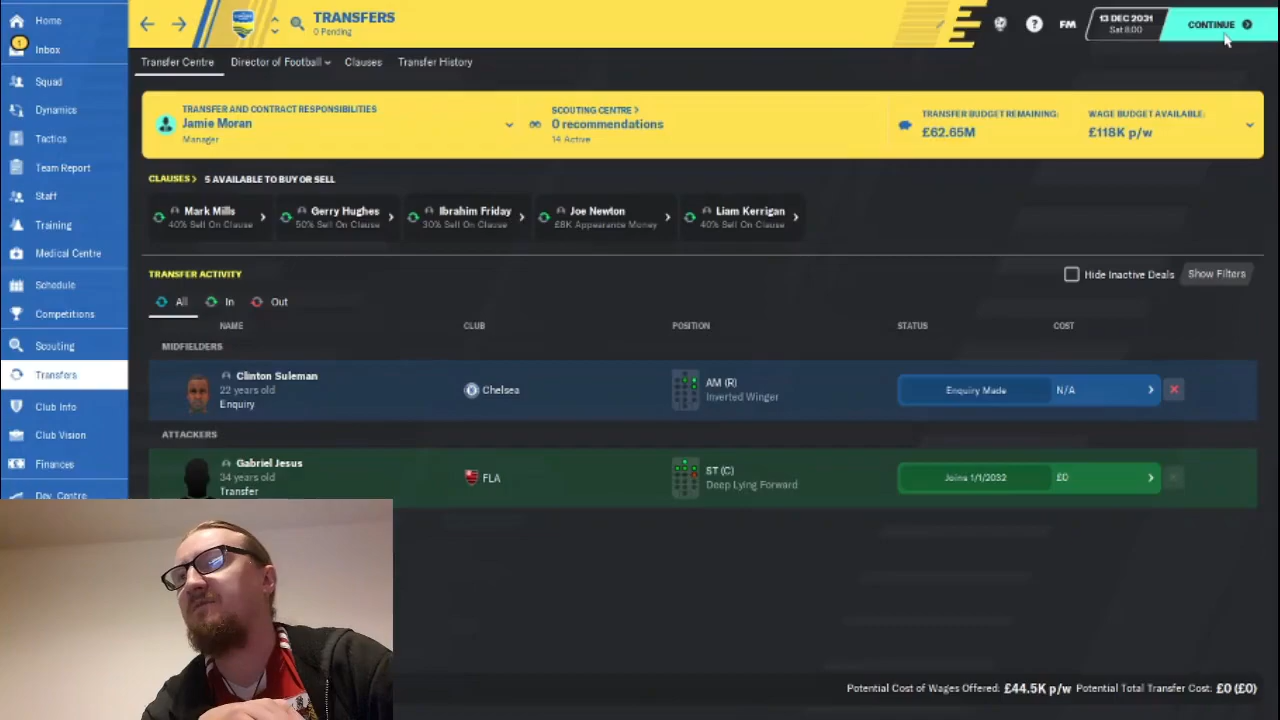 Home
TRANSFERS
0 Pending
FM
13 DEC 2031
Sat 8:00
CONTINUE
1
Inbox
Transfer Centre
Director of Football
Clauses
Transfer History
Squad
Dynamics
Tactics
Team Report
Staff
Training
Medical Centre
Schedule
Competitions
Scouting
Transfers
Club Info
Club Vision
Finances
Dev. Centre
TRANSFER AND CONTRACT RESPONSIBILITIES
Jamie Moran
Manager
SCOUTING CENTRE >
0 recommendations
14 Active
TRANSFER BUDGET REMAINING:
£62.65M
WAGE BUDGET AVAILABLE:
£118K p/w
CLAUSES > 5 AVAILABLE TO BUY OR SELL
Mark Mills
40% Sell On Clause
Gerry Hughes
50% Sell On Clause
Ibrahim Friday
30% Sell On Clause
Joe Newton
£8K Appearance Money
Liam Kerrigan
40% Sell On Clause
TRANSFER ACTIVITY
Hide Inactive Deals
Show Filters
All In Out
NAME CLUB POSITION STATUS COST
MIDFIELDERS
Clinton Suleman
22 years old
Enquiry
Chelsea
AM (R)
Inverted Winger
Enquiry Made
N/A
ATTACKERS
Gabriel Jesus
34 years old
Transfer
FLA
ST (C)
Deep Lying Forward
Joins 1/1/2032
£0
Potential Cost of Wages Offered: £44.5K p/w Potential Total Transfer Cost: £0 (£0)